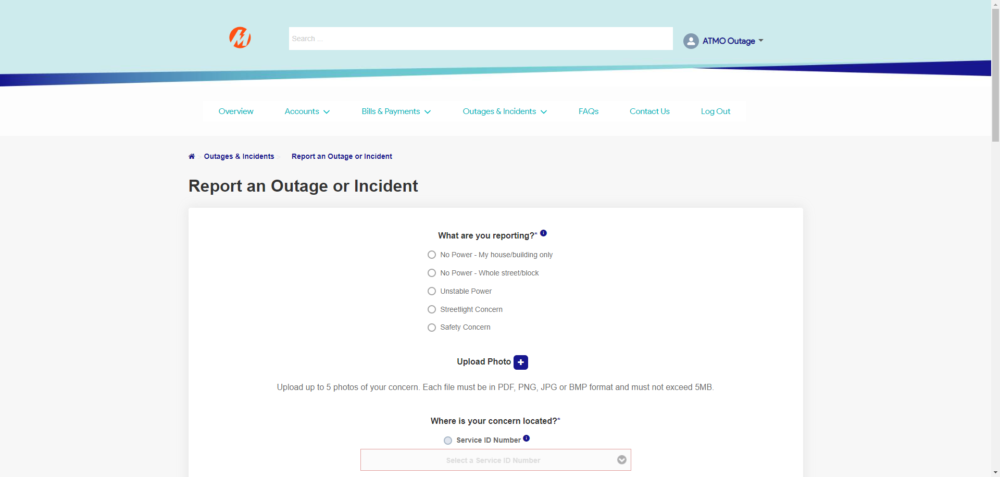 Search ...
ATMO Outage
Overview
Accounts
Bills & Payments
Outages & Incidents
FAQs
Contact Us
Log Out
> Outages & Incidents > Report an Outage or Incident
Report an Outage or Incident
What are you reporting?*
No Power - My house/building only
No Power - Whole street/block
Unstable Power
Streetlight Concern
Safety Concern
Upload Photo
Upload up to 5 photos of your concern. Each file must be in PDF, PNG, JPG or BMP format and must not exceed 5MB.
Where is your concern located?*
Service ID Number
Select a Service ID Number